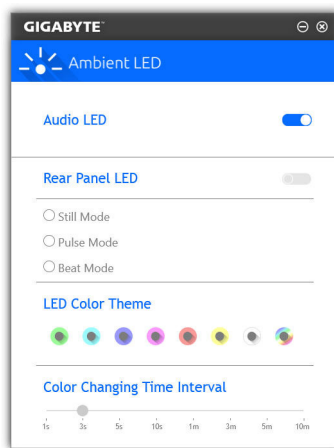 GIGABYTE™
Ambient LED
Audio LED
Rear Panel LED
Still Mode
Pulse Mode
Beat Mode
LED Color Theme
Color Changing Time Interval
1s 3s 5s 10s 1m 3m 5m 10m